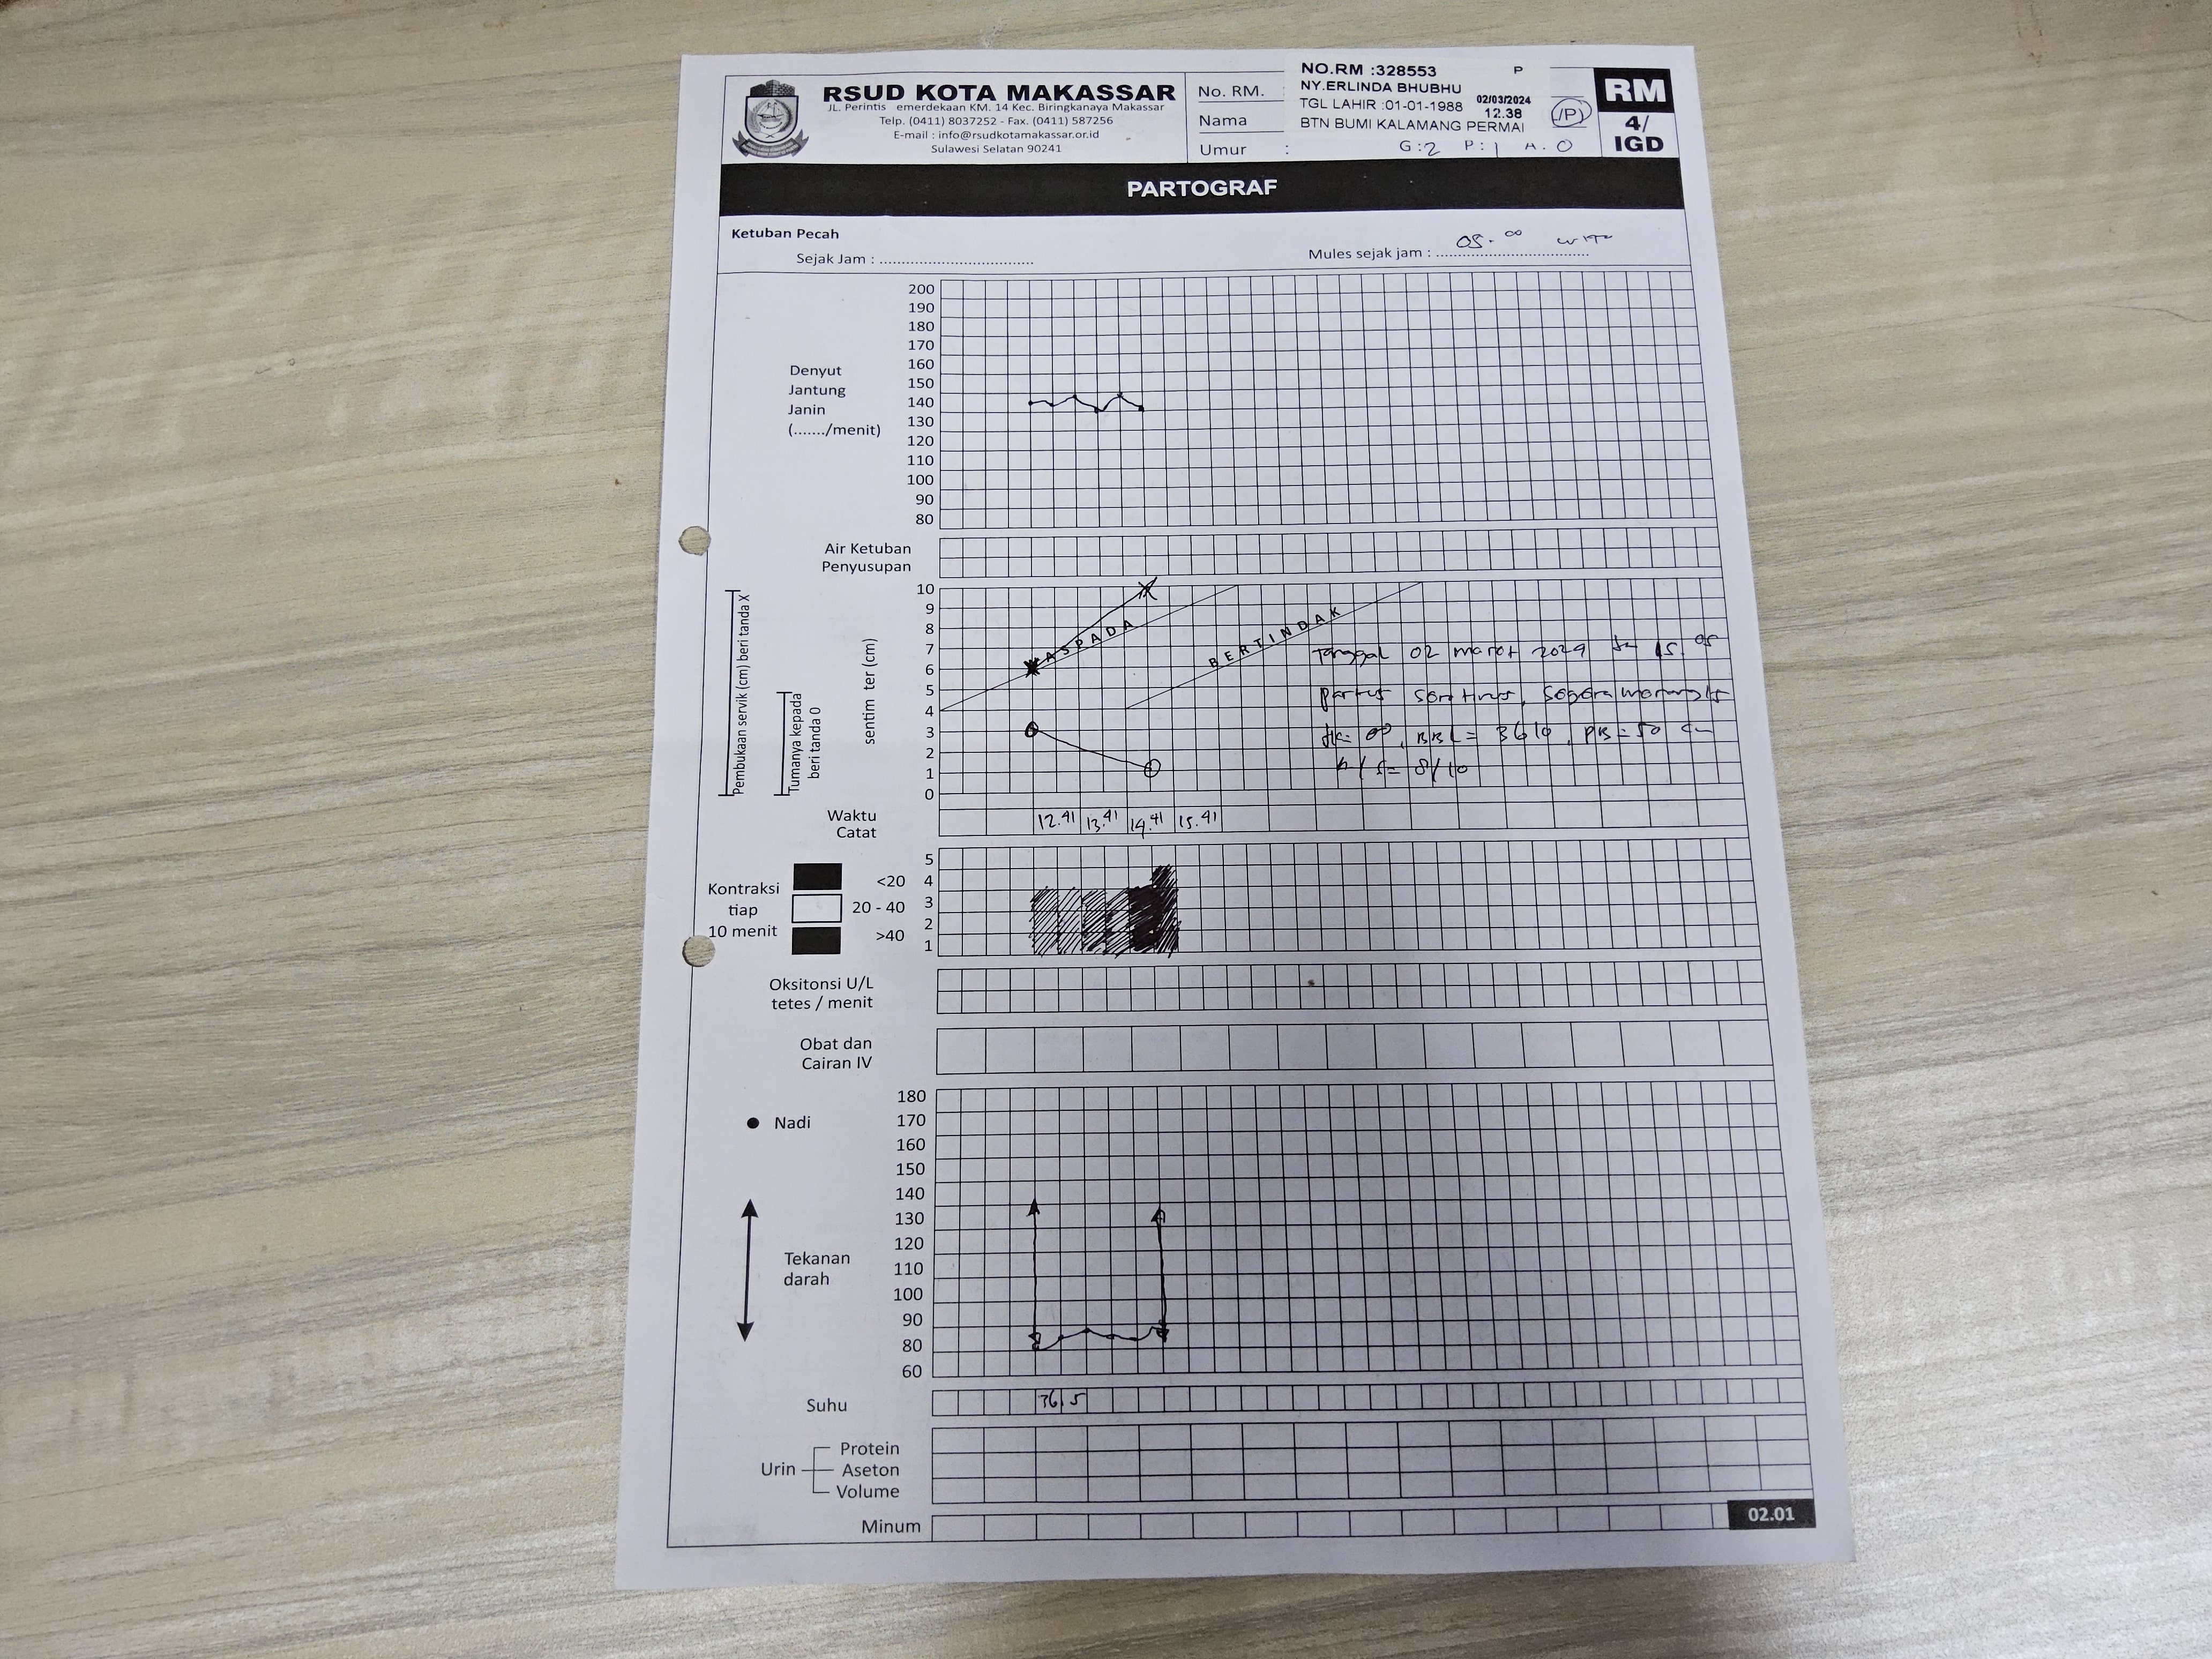 RSUD KOTA MAKASSAR
JL. Perintis emerdekaan KM. 14 Kec. Biringkanaya Makassar
Telp. (0411) 8037252 - Fax. (0411) 587256
E-mail : info@rsudkotamakassar.or.id
Sulawesi Selatan 90241
No. RM.
Nama
Umur :
NO.RM :328553 P
NY.ERLINDA BHUBHU
TGL LAHIR :01-01-1988 02/03/2024
12.38
BTN BUMI KALAMANG PERMAI
/P)
G:2 P:1 A.0
RM
4/
IGD
PARTOGRAF
Ketuban Pecah
Sejak Jam : ..................................
Mules sejak jam : 05.00 WITA
200
190
180
170
160
150
140
130
120
110
100
90
80
Denyut
Jantung
Janin
(......./menit)
Air Ketuban
Penyusupan
Pembukaan servik (cm) beri tanda X
Tumanya kepada
beri tanda 0
sentim ter (cm)
10
9
8
7
6
5
4
3
2
1
0
WASPADA
BERTINDAK
Tanggal 02 maret 2024 15.05
partus spontan, segera menangis
BBL = 3610, PB = 50 cm
A/S = 8/10
Waktu
Catat
12.41 13.41 14.41 15.41
Kontraksi
tiap
10 menit
<20
20 - 40
>40
5
4
3
2
1
Oksitonsi U/L
tetes / menit
Obat dan
Cairan IV
Nadi
Tekanan
darah
180
170
160
150
140
130
120
110
100
90
80
60
Suhu
36,5
Urin
Protein
Aseton
Volume
Minum
02.01